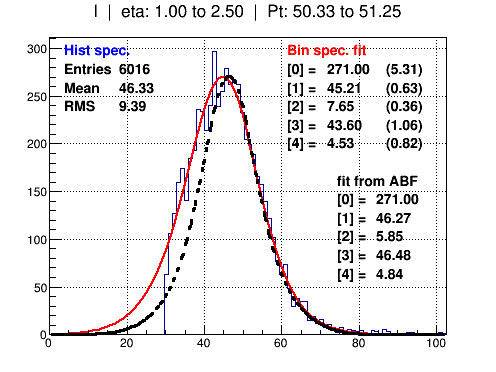 I | eta: 1.00 to 2.50 | Pt: 50.33 to 51.25
Hist spec.
Entries 6016
Mean 46.33
RMS 9.39
Bin spec. fit
[0] = 271.00 (5.31)
[1] = 45.21 (0.63)
[2] = 7.65 (0.36)
[3] = 43.60 (1.06)
[4] = 4.53 (0.82)
fit from ABF
[0] = 271.00
[1] = 46.27
[2] = 5.85
[3] = 46.48
[4] = 4.84
300
250
200
150
100
50
0
0 20 40 60 80 100